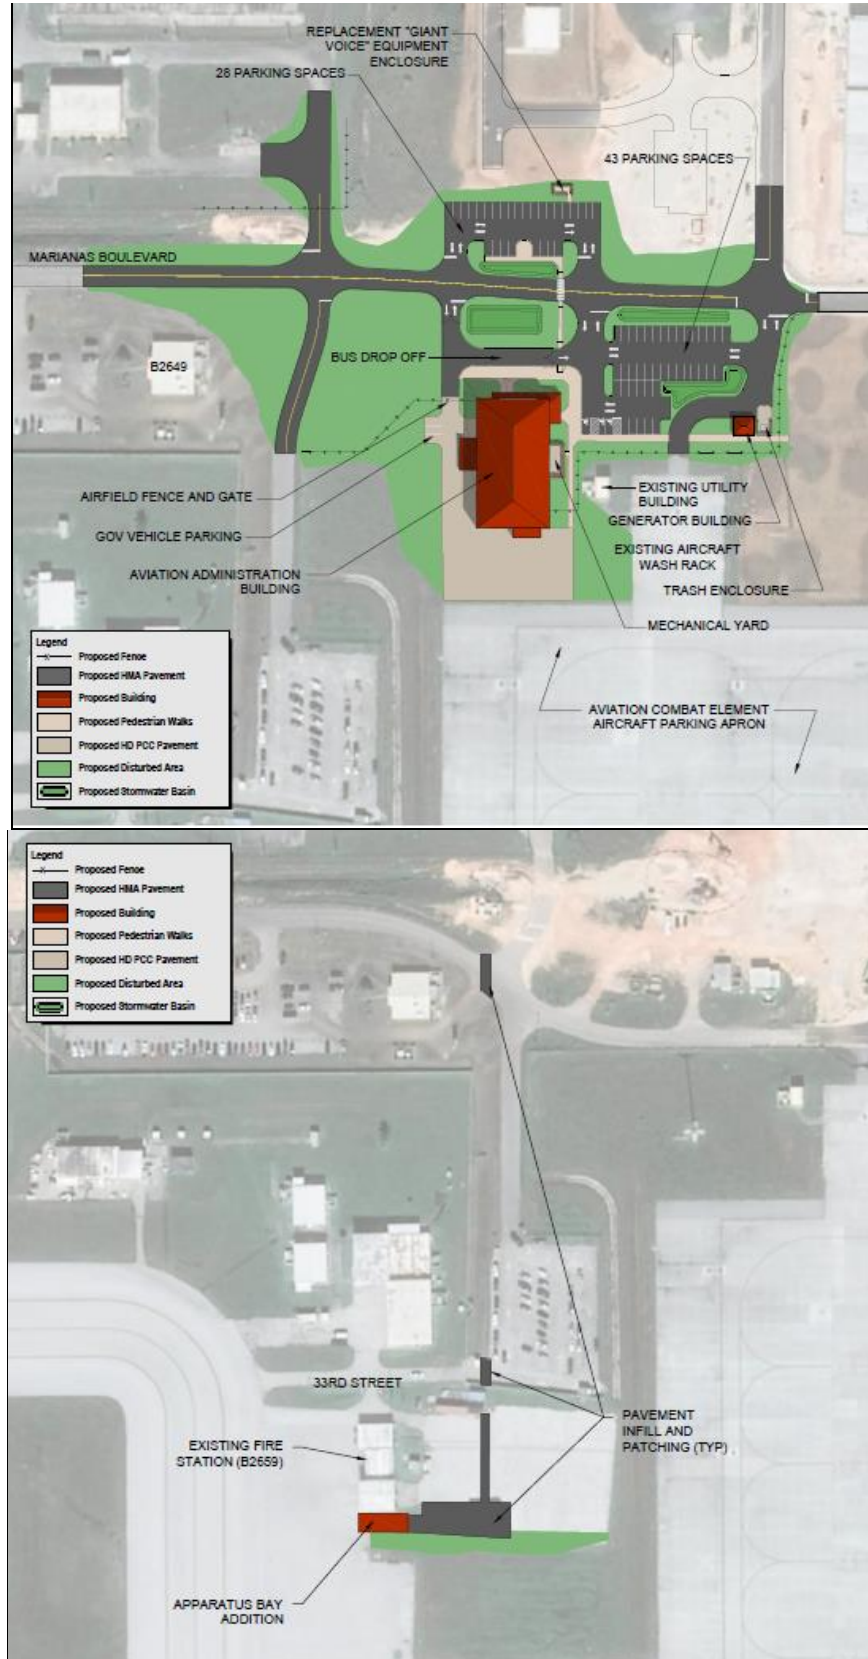 REPLACEMENT "GIANT
VOICE" EQUIPMENT
ENCLOSURE
28 PARKING SPACES
43 PARKING SPACES
MARIANAS BOULEVARD
B2649
BUS DROP OFF
AIRFIELD FENCE AND GATE
GOV VEHICLE PARKING
AVIATION ADMINISTRATION
BUILDING
EXISTING UTILITY
BUILDING
GENERATOR BUILDING
EXISTING AIRCRAFT
WASH RACK
TRASH ENCLOSURE
MECHANICAL YARD
AVIATION COMBAT ELEMENT
AIRCRAFT PARKING APRON
Legend
Proposed Fence
Proposed HMA Pavement
Proposed Building
Proposed Pedestrian Walks
Proposed HD PCC Pavement
Proposed Disturbed Area
Proposed Stormwater Basin
Legend
Proposed Fence
Proposed HMA Pavement
Proposed Building
Proposed Pedestrian Walks
Proposed HD PCC Pavement
Proposed Disturbed Area
Proposed Stormwater Basin
33RD STREET
EXISTING FIRE
STATION (B2659)
PAVEMENT
INFILL AND
PATCHING (TYP)
APPARATUS BAY
ADDITION